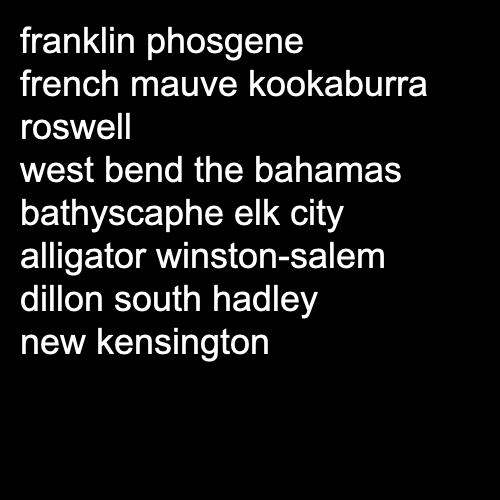 franklin phosgene
french mauve kookaburra
roswell
west bend the bahamas
bathyscaphe elk city
alligator winston-salem
dillon south hadley
new kensington